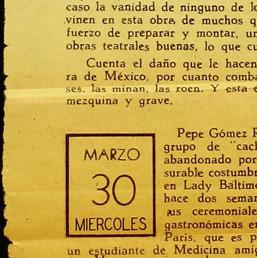 caso la vanidad de ninguno de lo
vinen en esta obra de muchos q
fuerzo de preparar y montar, un
obras teatrales buenas, lo que cu
Cuenta el daño que le hacen
ra de México, por cuanto comba
ses, las minan, las roen. Y esta e
mezquina y grave.
MARZO
30
MIERCOLES
Pepe Gómez R
grupo de "cach
abandonado por
surable costumbr
en Lady Baltimo
hace dos seman
sus ceremoniale
gastronómicas en
Paris, que es p
un estudiante de Medicina amig